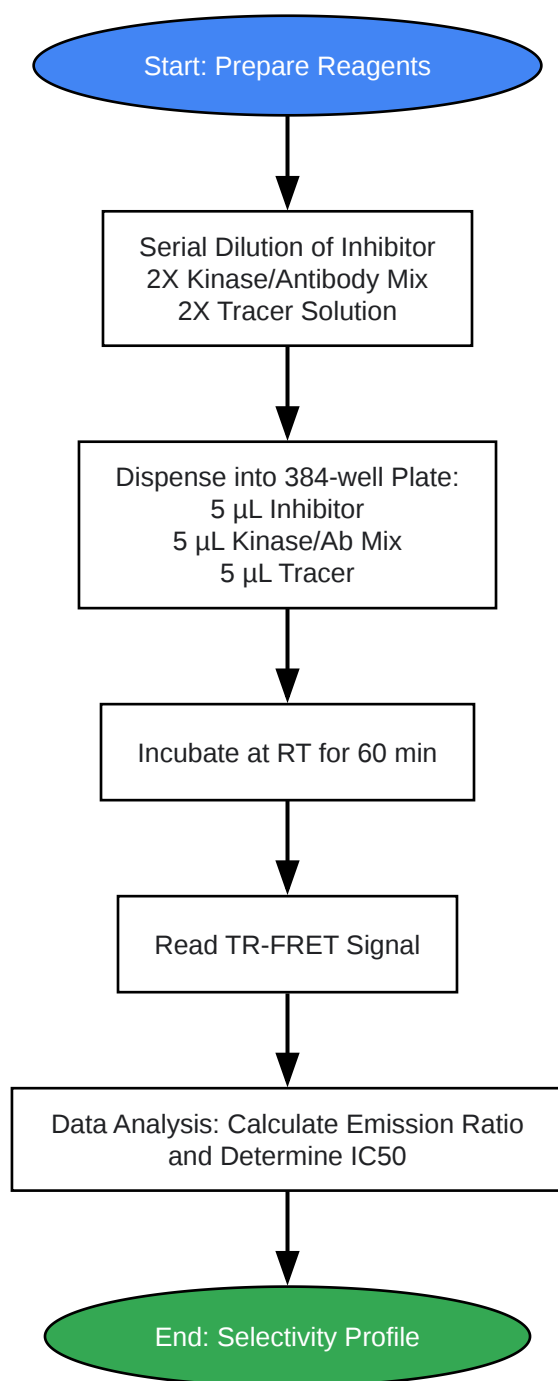 Start: Prepare Reagents
Serial Dilution of Inhibitor
2X Kinase/Antibody Mix
2X Tracer Solution
Dispense into 384-well Plate:
5 µL Inhibitor
5 µL Kinase/Ab Mix
5 µL Tracer
Incubate at RT for 60 min
Read TR-FRET Signal
Data Analysis: Calculate Emission Ratio
and Determine IC50
End: Selectivity Profile